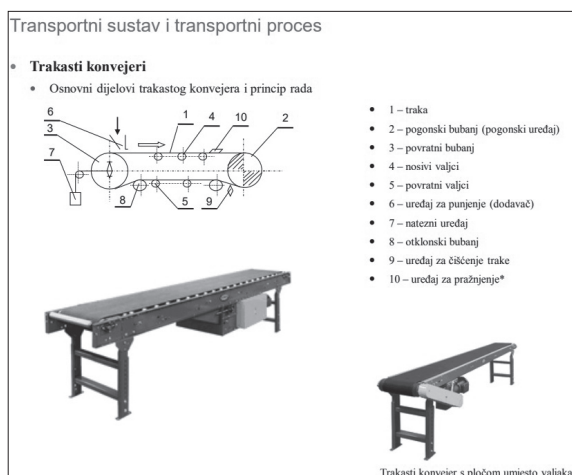 Transportni sustav i transportni proces
• Trakasti konvejeri
• Osnovni dijelovi trakastog konvejera i princip rada
6 1 4 10 2
3
7
8 5 9
• 1 – traka
• 2 – pogonski bubanj (pogonski uređaj)
• 3 – povratni bubanj
• 4 – nosivi valjci
• 5 – povratni valjci
• 6 – uređaj za punjenje (dodavač)
• 7 – natezni uređaj
• 8 – otklonski bubanj
• 9 – uređaj za čišćenje trake
• 10 – uređaj za pražnjenje*
Trakasti konvejer s pločom umjesto valjaka